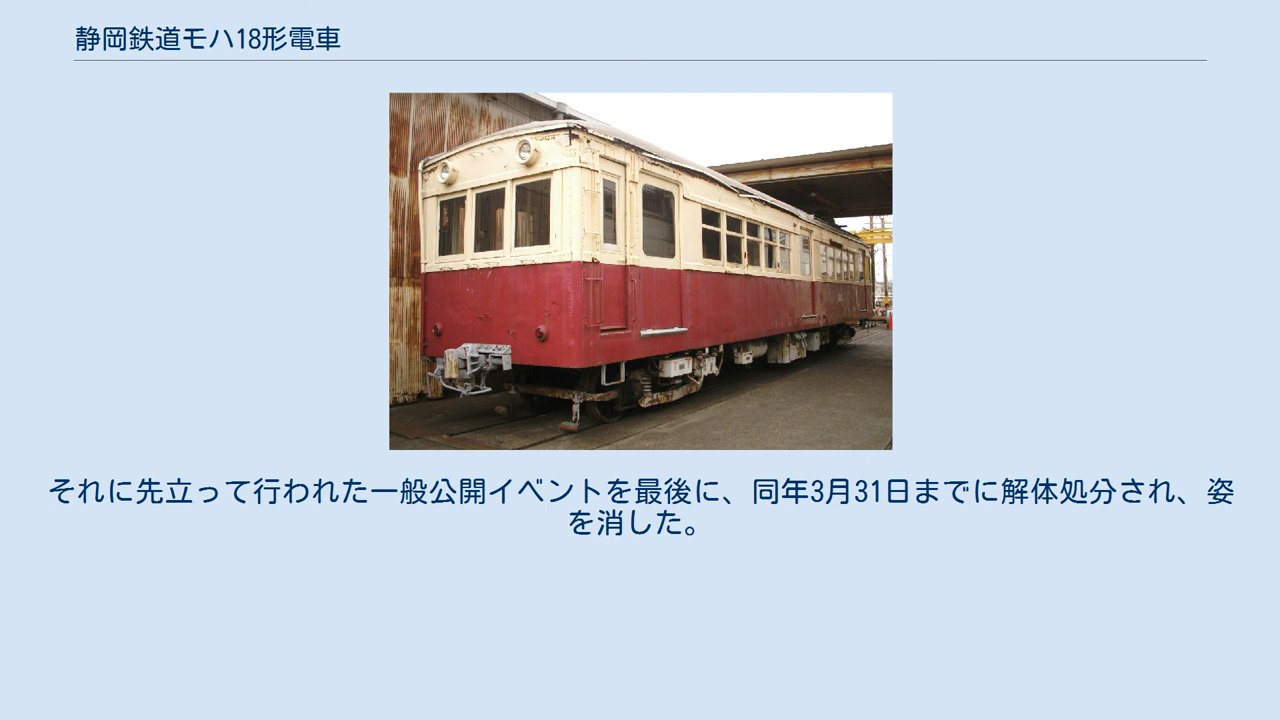 静岡鉄道モハ18形電車
それに先立って行われた一般公開イベントを最後に、同年3月31日までに解体処分され、姿
を消した。